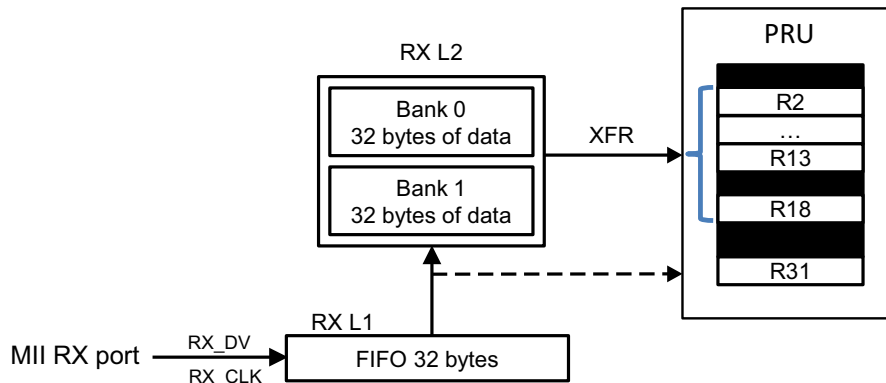 PRU
RX L2
R2
Bank 0
32 bytes of data
XFR
…
R13
Bank 1
32 bytes of data
R18
R31
RX L1
MII RX port
RX_DV
RX_CLK
FIFO 32 bytes